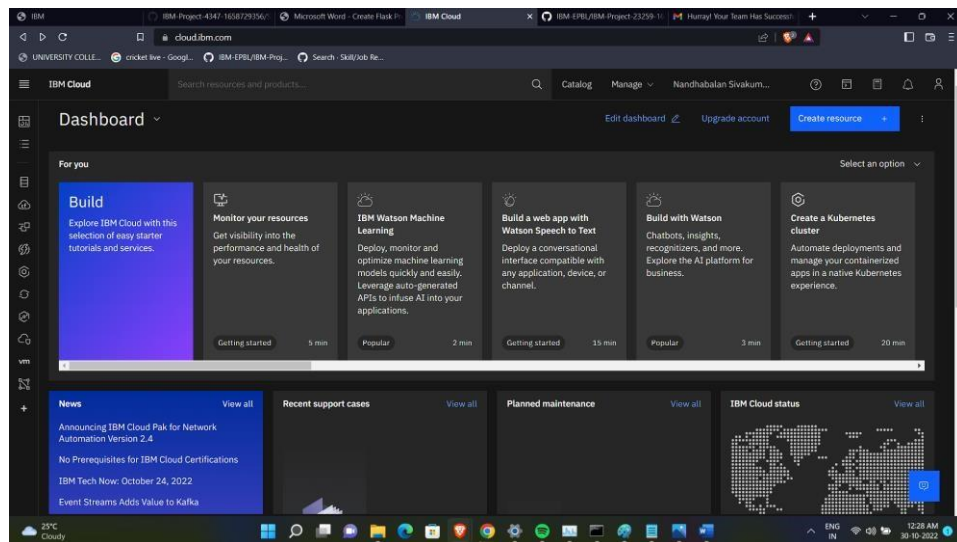 IBM
IBM-Project-4347-1658729356/
Microsoft Word - Create Flask P
IBM Cloud
IBM-EPBL/IBM-Project-23259-1
Hurray! Your Team Has Success
cloud.ibm.com
UNIVERSITY COLLE...
cricket live - Googl...
IBM-EPBL/IBM-Proj...
Search · Skill/Job Re...
IBM Cloud
Search resources and products...
Catalog
Manage
Nandhabalan Sivakum...
Dashboard
Edit dashboard
Upgrade account
Create resource +
For you
Select an option
Build
Explore IBM Cloud with this
selection of easy starter
tutorials and services.
Monitor your resources
Get visibility into the
performance and health of
your resources.
Getting started 5 min
IBM Watson Machine
Learning
Deploy, monitor and
optimize machine learning
models quickly and easily.
Leverage auto-generated
APIs to infuse AI into your
applications.
Popular 2 min
Build a web app with
Watson Speech to Text
Deploy a conversational
interface compatible with
any application, device, or
channel.
Getting started 15 min
Build with Watson
Chatbots, insights,
recognizers, and more.
Explore the AI platform for
business.
Popular 3 min
Create a Kubernetes
cluster
Automate deployments and
manage your containerized
apps in a native Kubernetes
experience.
Getting started 20 min
vm
News View all
Announcing IBM Cloud Pak for Network
Automation Version 2.4
No Prerequisites for IBM Cloud Certifications
IBM Tech Now: October 24, 2022
Event Streams Adds Value to Kafka
Recent support cases View all
Planned maintenance View all
IBM Cloud status View all
25°C
Cloudy
ENG
IN
12:28 AM
30-10-2022